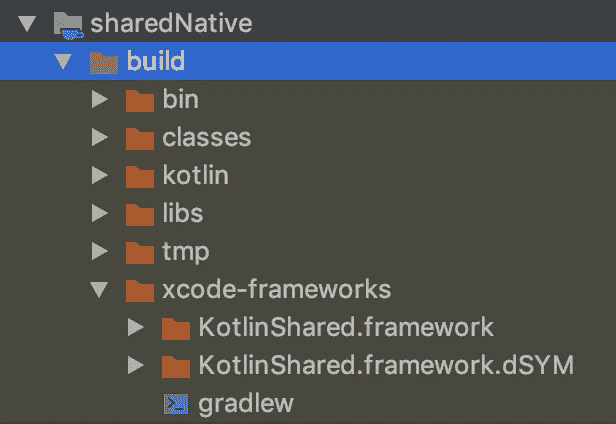 sharedNative
build
bin
classes
kotlin
libs
tmp
xcode-frameworks
KotlinShared.framework
KotlinShared.framework.dSYM
gradlew